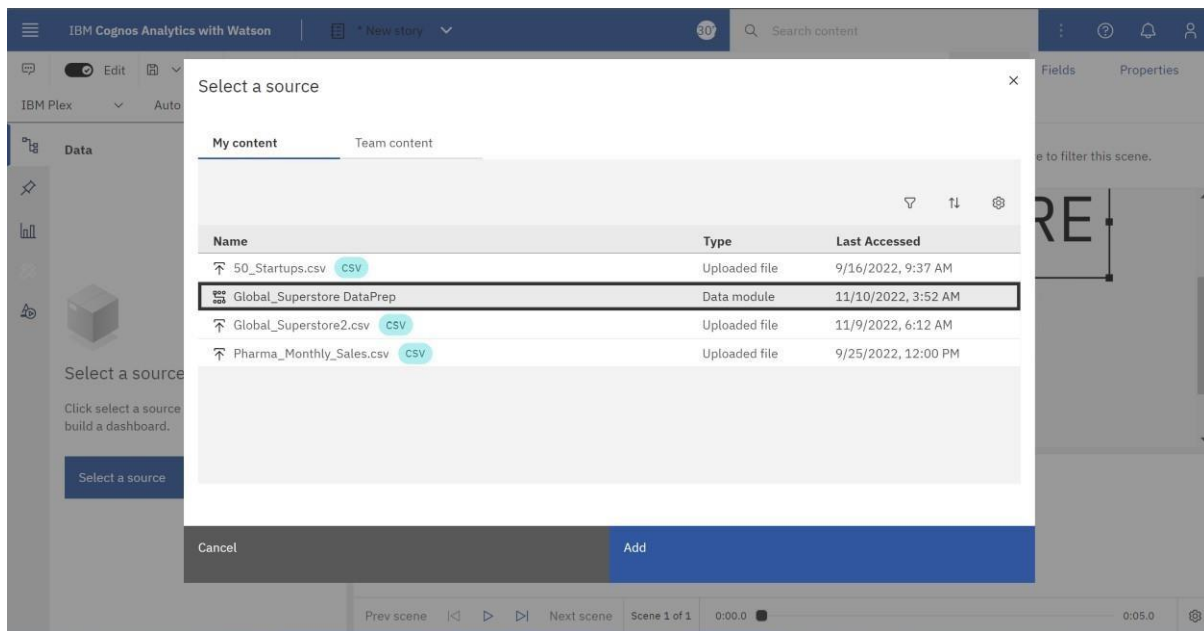 IBM Cognos Analytics with Watson
* New story
30
Search content
Edit
Fields
Properties
IBM Plex
Auto
Select a source
My content
Team content
Data
e to filter this scene.
RE
Name Type Last Accessed
50_Startups.csv CSV Uploaded file 9/16/2022, 9:37 AM
Global_Superstore DataPrep Data module 11/10/2022, 3:52 AM
Global_Superstore2.csv CSV Uploaded file 11/9/2022, 6:12 AM
Pharma_Monthly_Sales.csv CSV Uploaded file 9/25/2022, 12:00 PM
Select a source
Click select a source
build a dashboard.
Select a source
Cancel
Add
Prev scene
Next scene
Scene 1 of 1
0:00.0
0:05.0